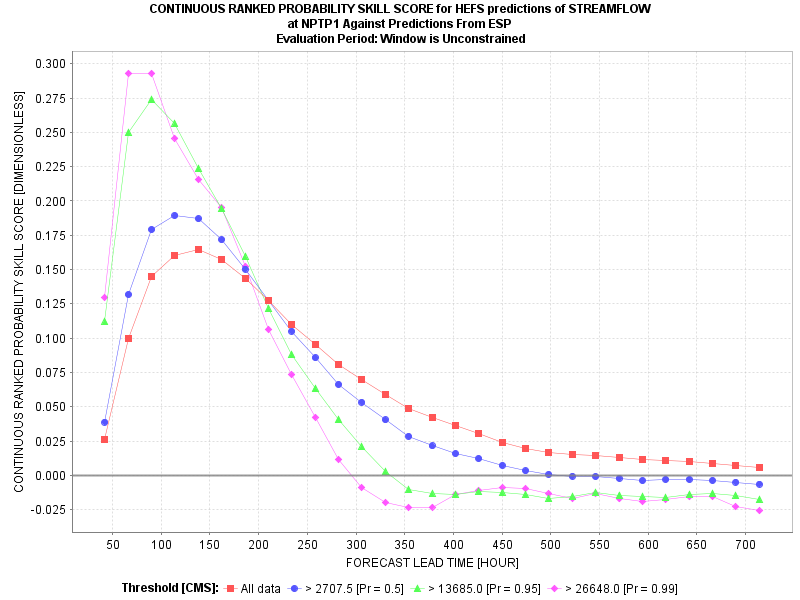 CONTINUOUS RANKED PROBABILITY SKILL SCORE for HEFS predictions of STREAMFLOW
at NPTP1 Against Predictions From ESP
Evaluation Period: Window is Unconstrained
CONTINUOUS RANKED PROBABILITY SKILL SCORE [DIMENSIONLESS]
0.300
0.275
0.250
0.225
0.200
0.175
0.150
0.125
0.100
0.075
0.050
0.025
0.000
-0.025
50 100 150 200 250 300 350 400 450 500 550 600 650 700
FORECAST LEAD TIME [HOUR]
Threshold [CMS]: All data > 2707.5 [Pr = 0.5] > 13685.0 [Pr = 0.95] > 26648.0 [Pr = 0.99]